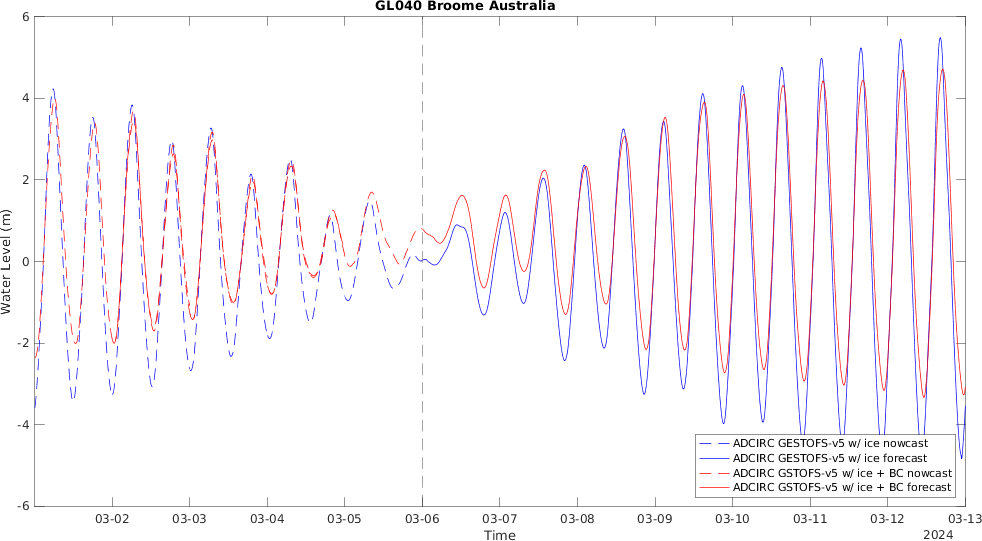 GL040 Broome Australia
6
4
2
0
-2
-4
-6
Water Level (m)
ADCIRC GESTOFS-v5 w/ ice nowcast
ADCIRC GESTOFS-v5 w/ ice forecast
ADCIRC GSTOFS-v5 w/ ice + BC nowcast
ADCIRC GSTOFS-v5 w/ ice + BC forecast
03-02 03-03 03-04 03-05 03-06 03-07 03-08 03-09 03-10 03-11 03-12 03-13
Time
2024